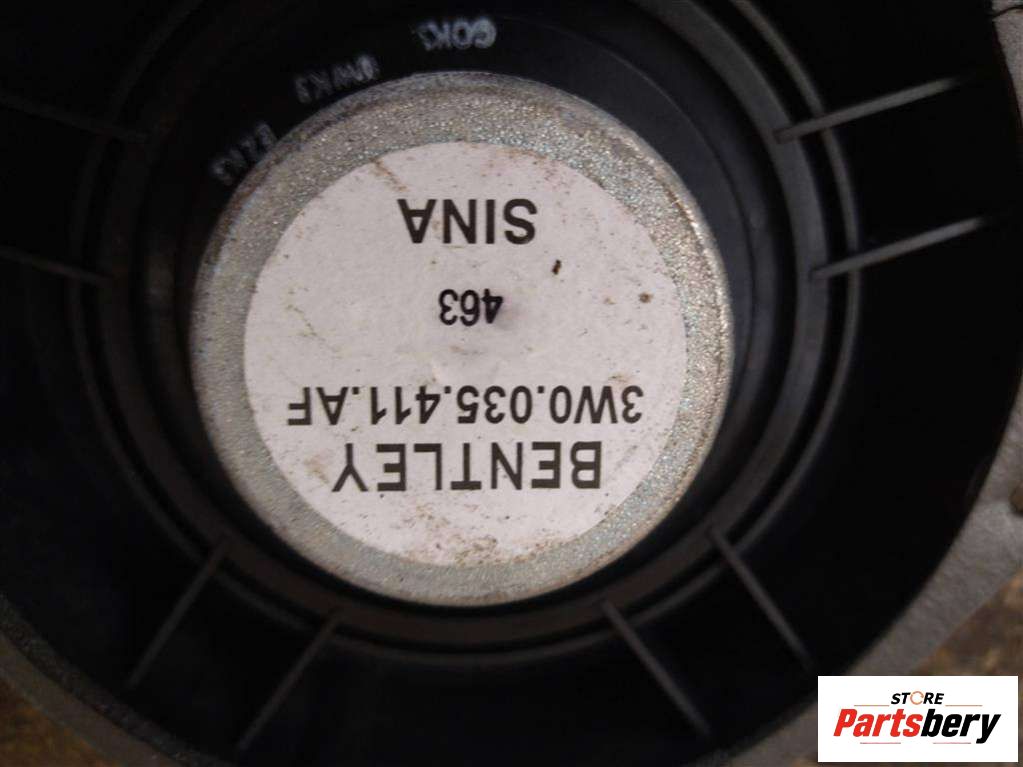 BENTLEY
3W0.035.411.AF
463
SINA
STORE
Partsbery